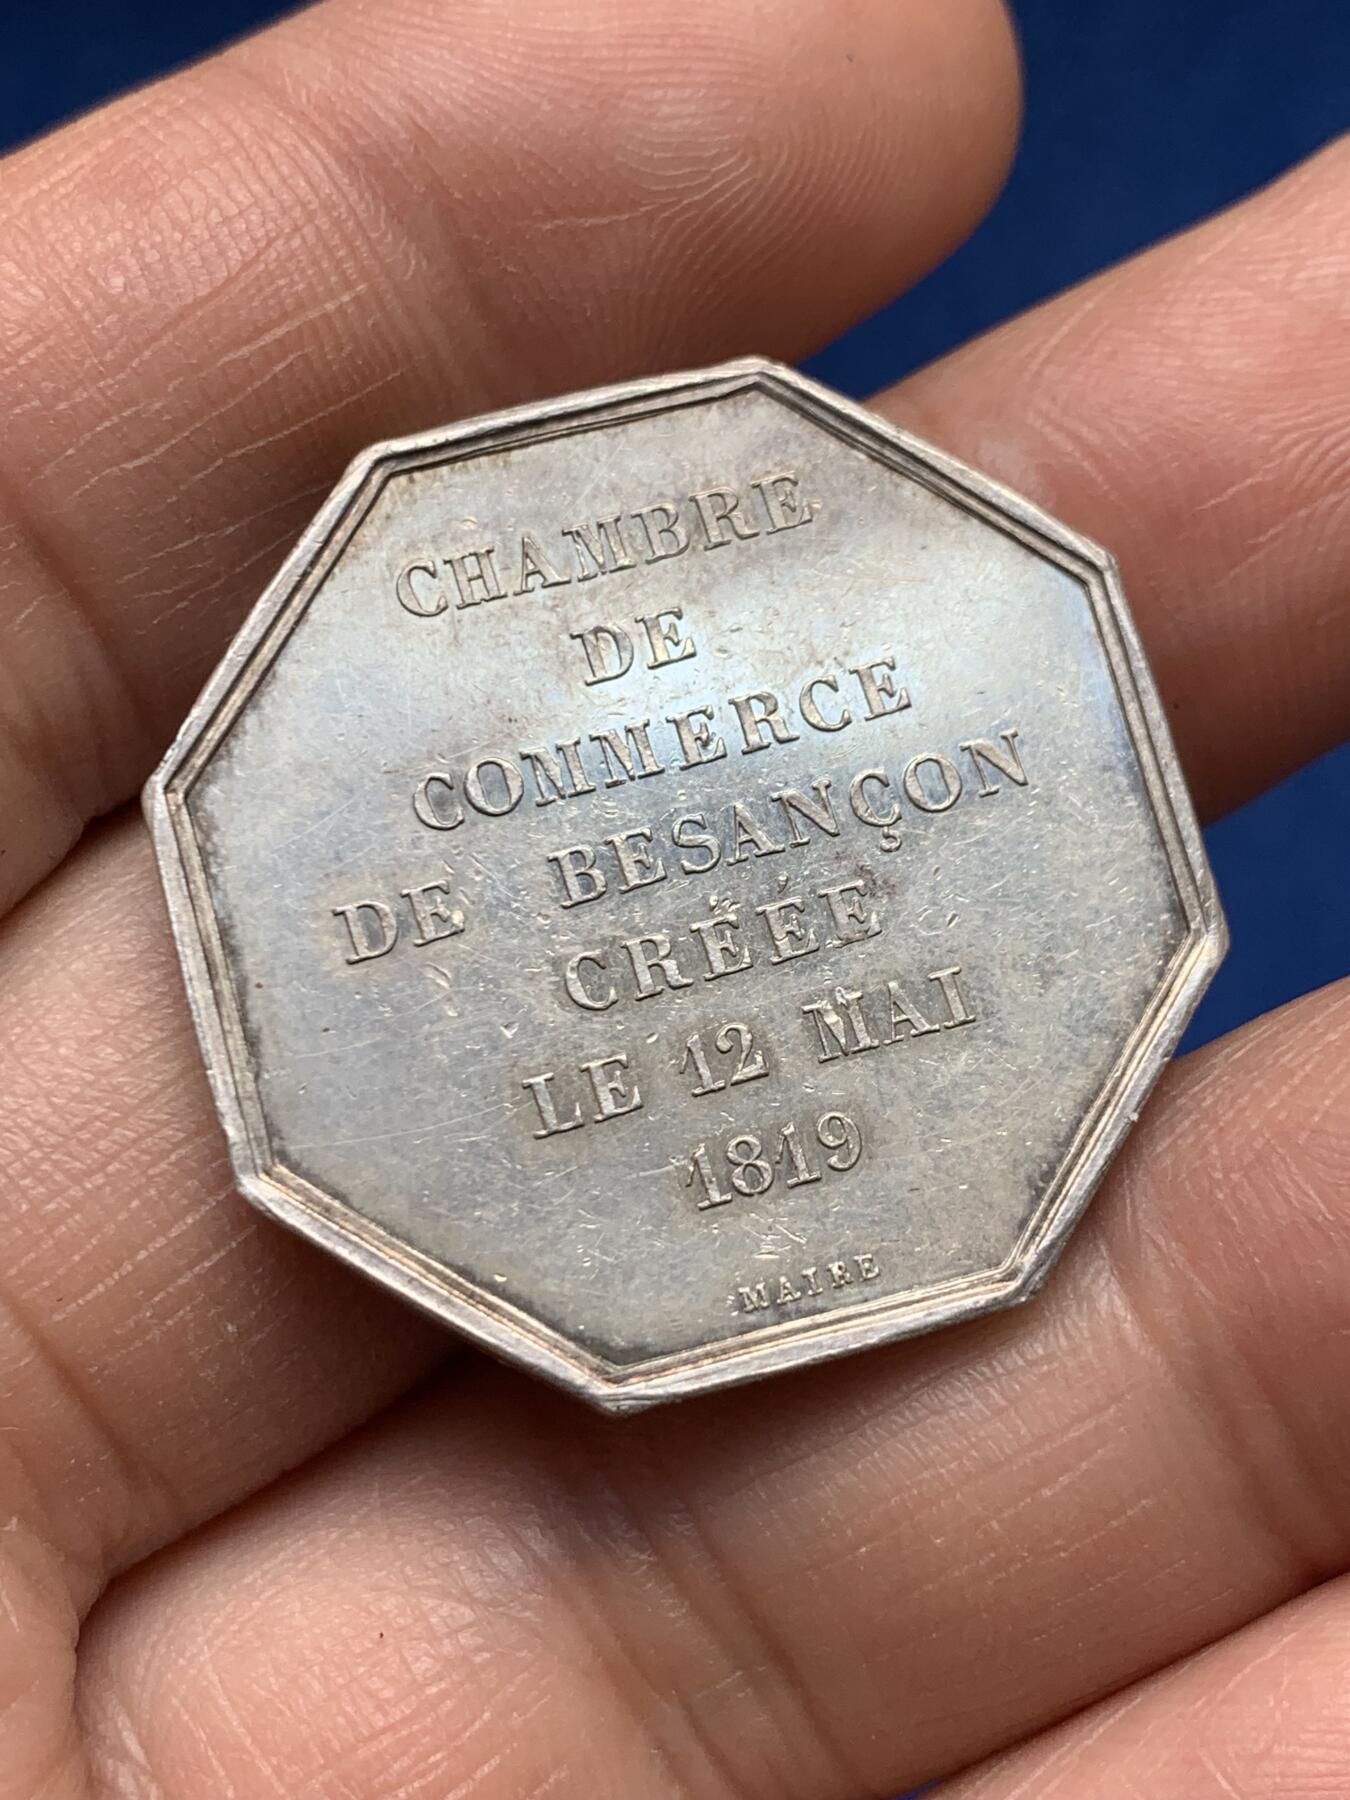 CHAMBRE
DE
COMMERCE
DE BESANÇON
CRÉÉE
LE 12 MAI
1819
MAIRE